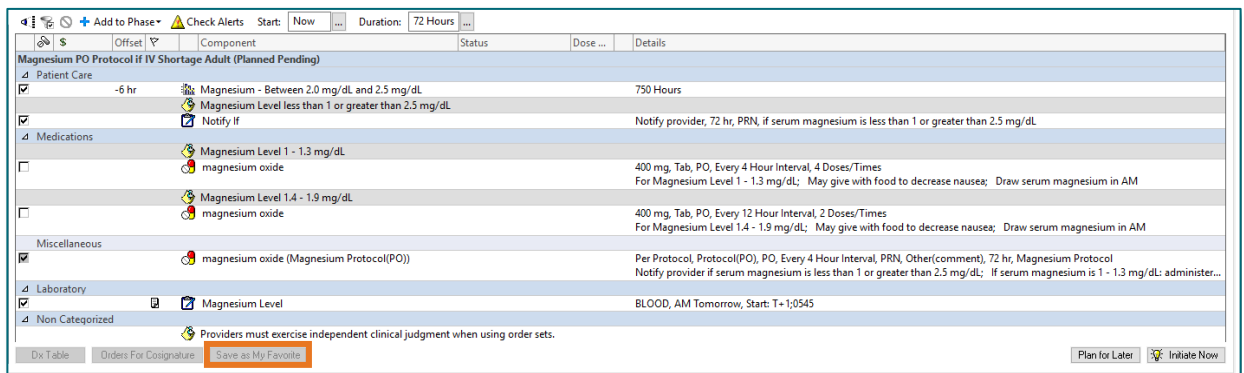 Add to Phase Check Alerts Start: Now ... Duration: 72 Hours ...
$ Offset Component Status Dose ... Details
Magnesium PO Protocol if IV Shortage Adult (Planned Pending)
Patient Care
-6 hr Magnesium - Between 2.0 mg/dL and 2.5 mg/dL 750 Hours
Magnesium Level less than 1 or greater than 2.5 mg/dL
Notify If Notify provider, 72 hr, PRN, if serum magnesium is less than 1 or greater than 2.5 mg/dL
Medications
Magnesium Level 1 - 1.3 mg/dL
magnesium oxide 400 mg, Tab, PO, Every 4 Hour Interval, 4 Doses/Times
For Magnesium Level 1 - 1.3 mg/dL; May give with food to decrease nausea; Draw serum magnesium in AM
Magnesium Level 1.4 - 1.9 mg/dL
magnesium oxide 400 mg, Tab, PO, Every 12 Hour Interval, 2 Doses/Times
For Magnesium Level 1.4 - 1.9 mg/dL; May give with food to decrease nausea; Draw serum magnesium in AM
Miscellaneous
magnesium oxide (Magnesium Protocol(PO)) Per Protocol, Protocol(PO), PO, Every 4 Hour Interval, PRN, Other(comment), 72 hr, Magnesium Protocol
Notify provider if serum magnesium is less than 1 or greater than 2.5 mg/dL; If serum magnesium is 1 - 1.3 mg/dL: administer...
Laboratory
Magnesium Level BLOOD, AM Tomorrow, Start: T+1;0545
Non Categorized
Providers must exercise independent clinical judgment when using order sets.
Dx Table Orders For Cosignature Save as My Favorite Plan for Later Initiate Now